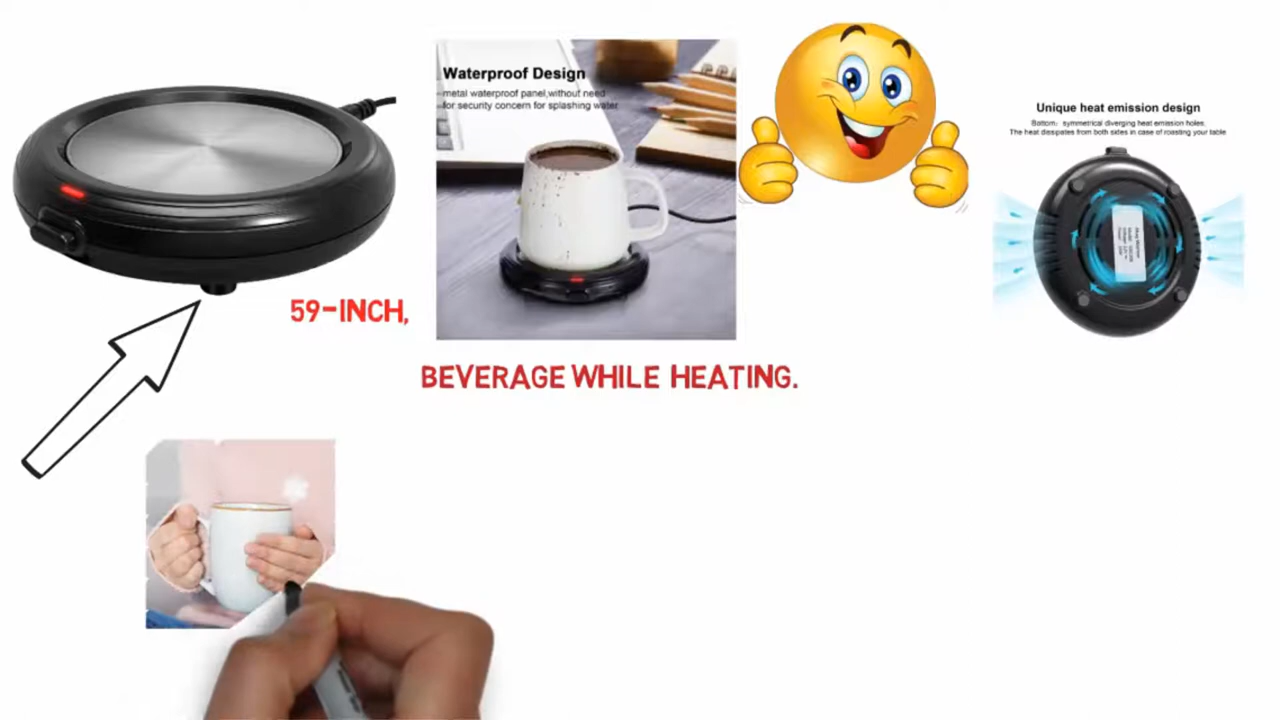 Waterproof Design
metal waterproof panel,without need
for security concern for splashing water
Unique heat emission design
Bottom: symmetrical diverging heat emission holes,
The heat dissipates from both sides in case of roasting your table
59-INCH,
BEVERAGE WHILE HEATING.